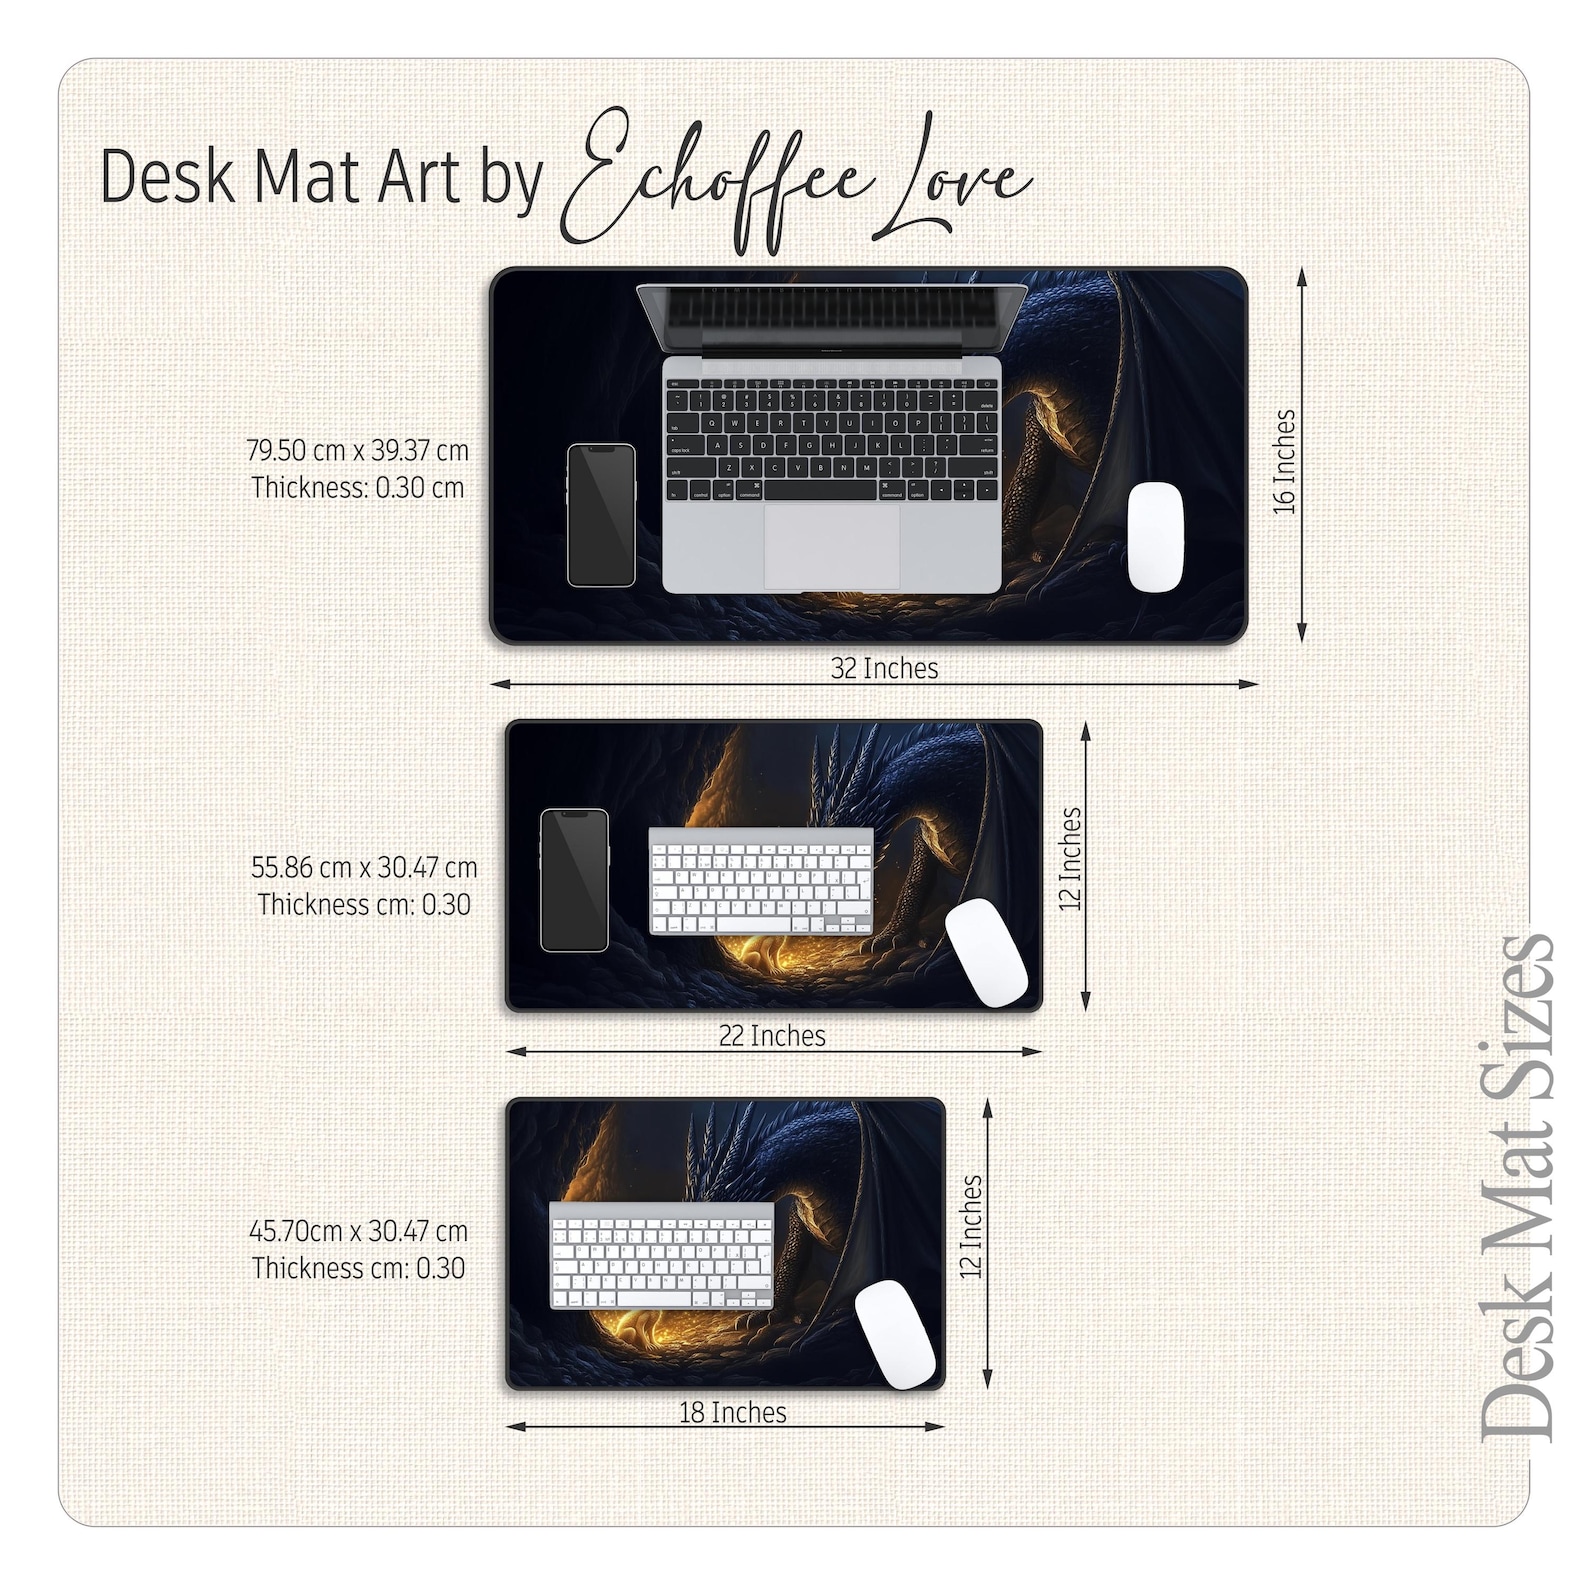 Desk Mat Art by Echoffee Love
79.50 cm x 39.37 cm
Thickness: 0.30 cm
16 Inches
32 Inches
55.86 cm x 30.47 cm
Thickness cm: 0.30
12 Inches
22 Inches
45.70cm x 30.47 cm
Thickness cm: 0.30
12 Inches
18 Inches
Desk Mat Sizes